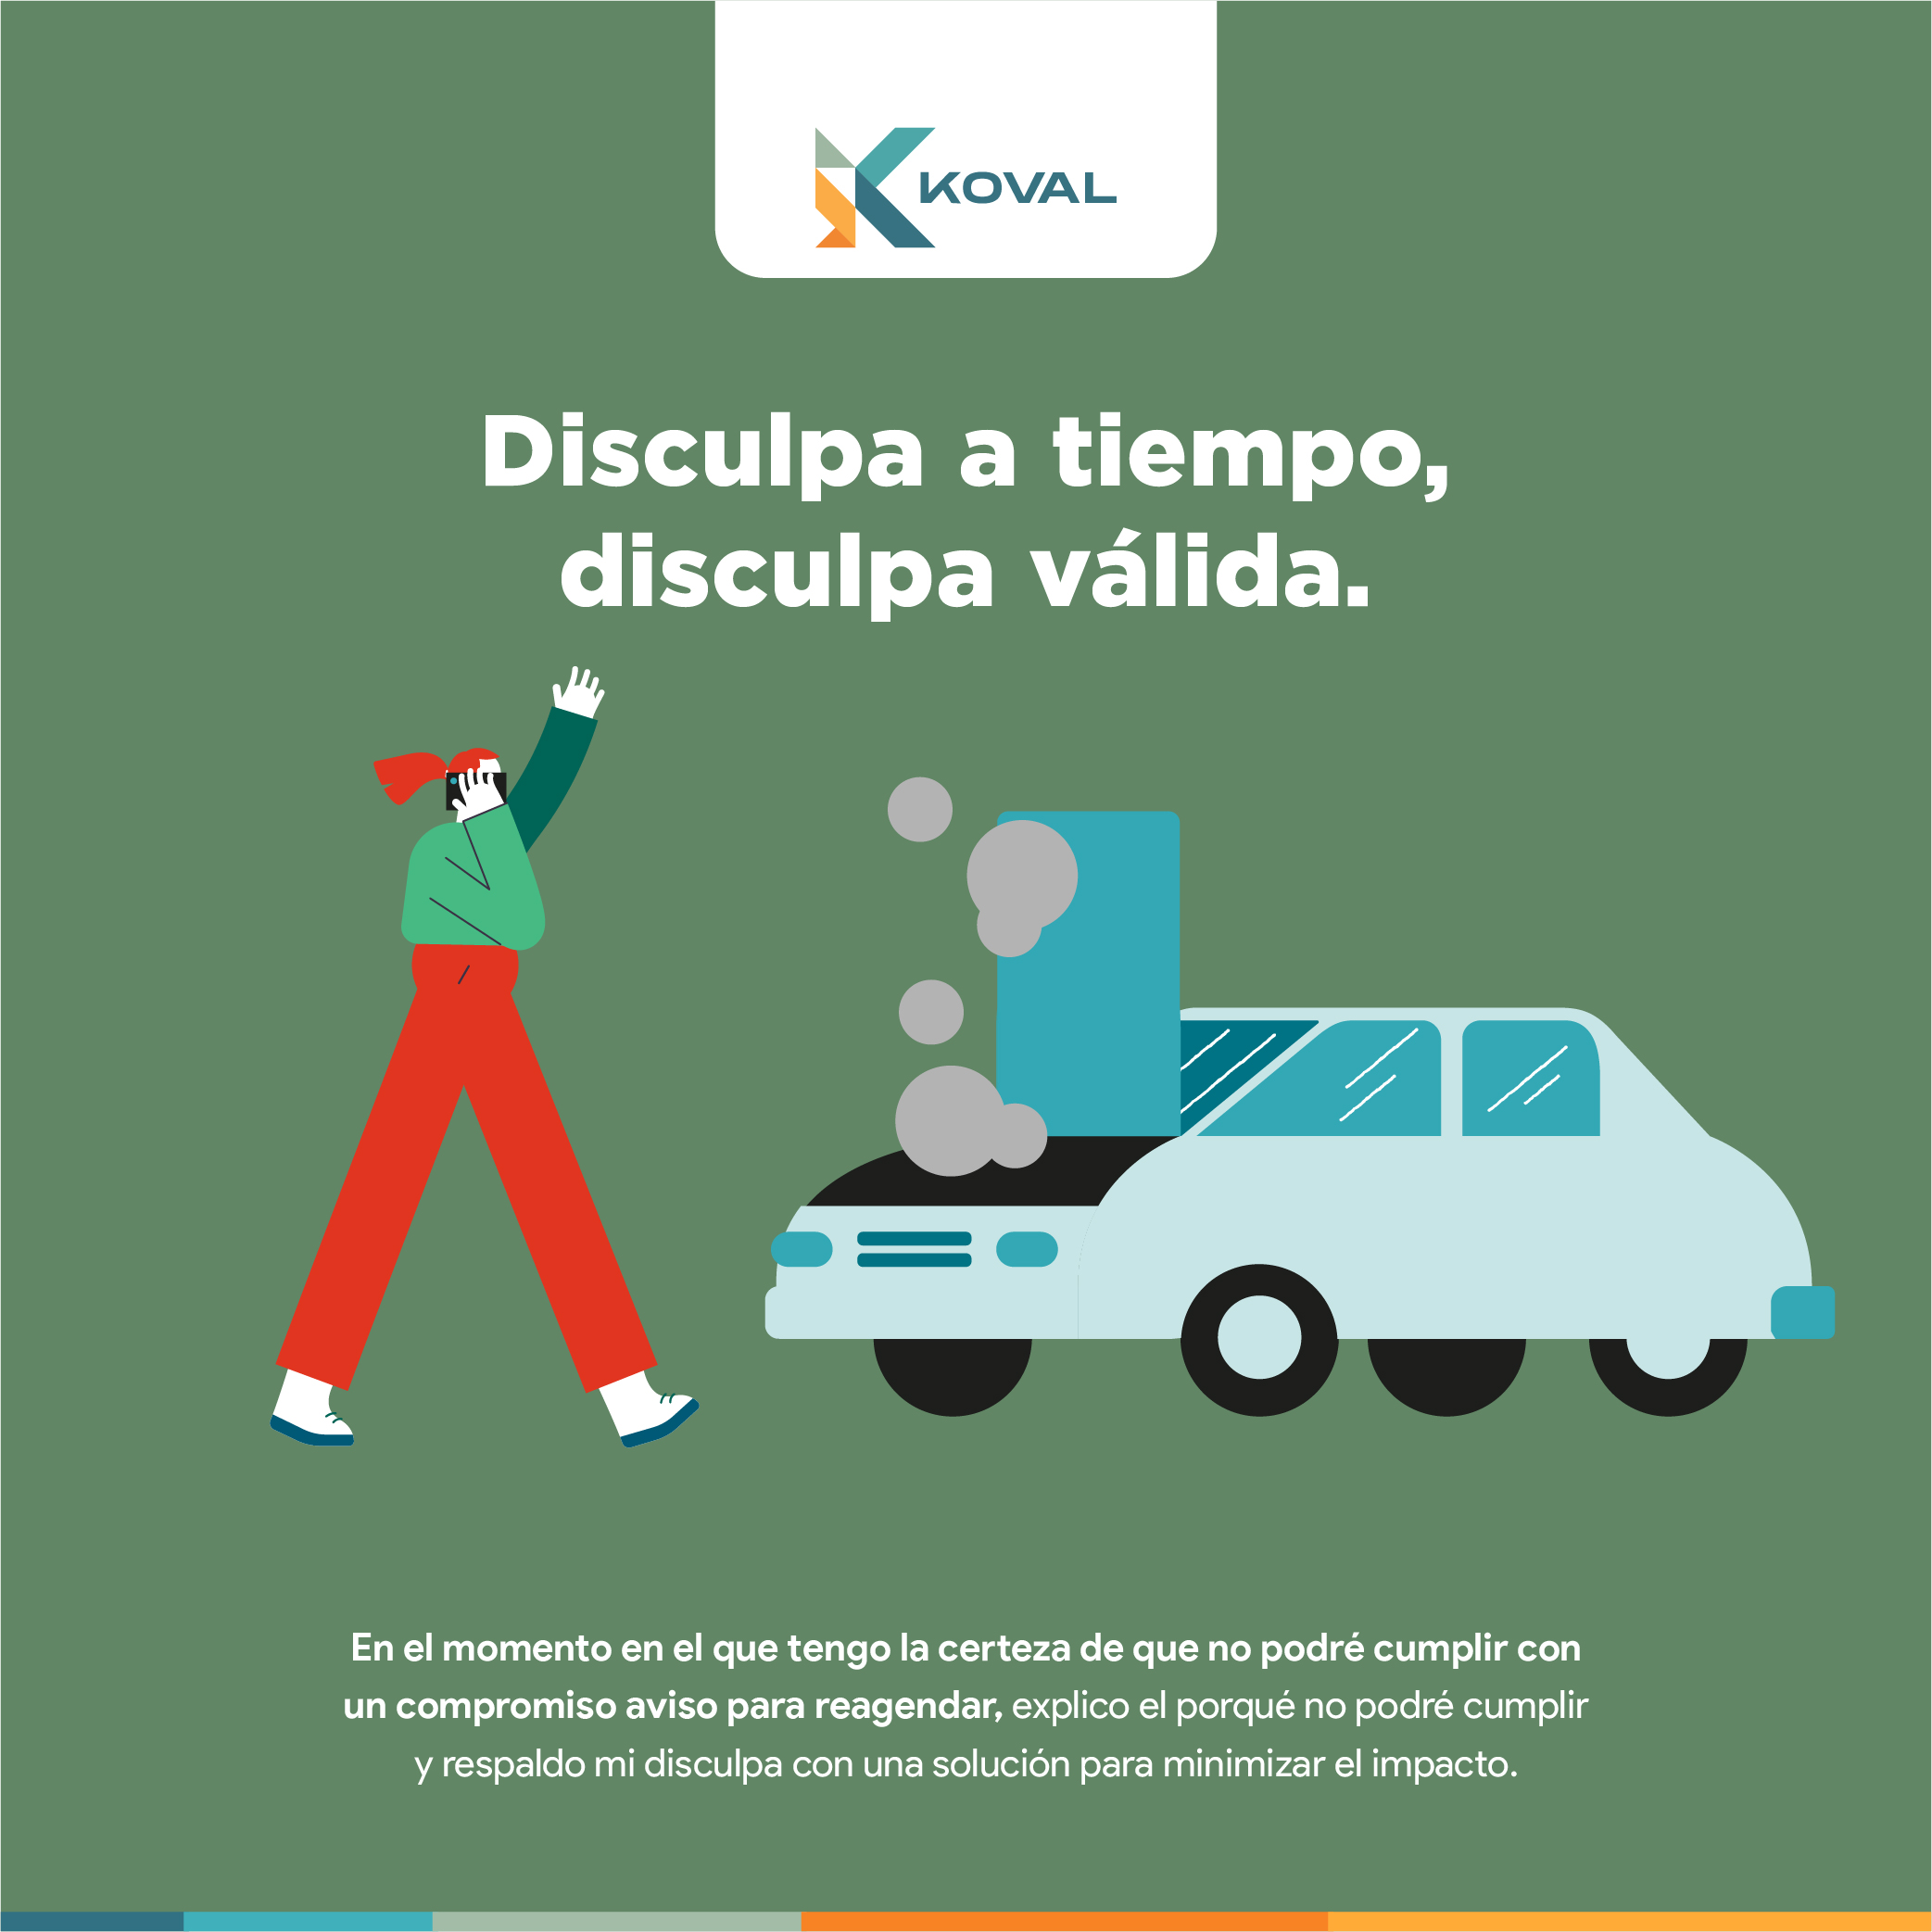 KOVAL
Disculpa a tiempo,
disculpa válida.
En el momento en el que tengo la certeza de que no podré cumplir con
un compromiso aviso para reagendar, explico el porqué no podré cumplir
y respaldo mi disculpa con una solución para minimizar el impacto.